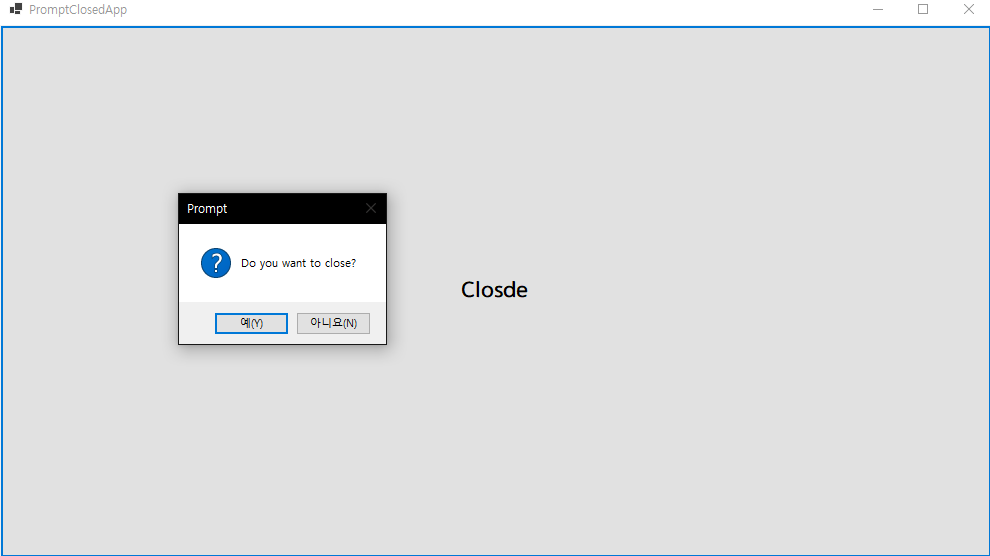 PromptClosedApp
Prompt
Do you want to close?
예(Y) 아니요(N)
Closde